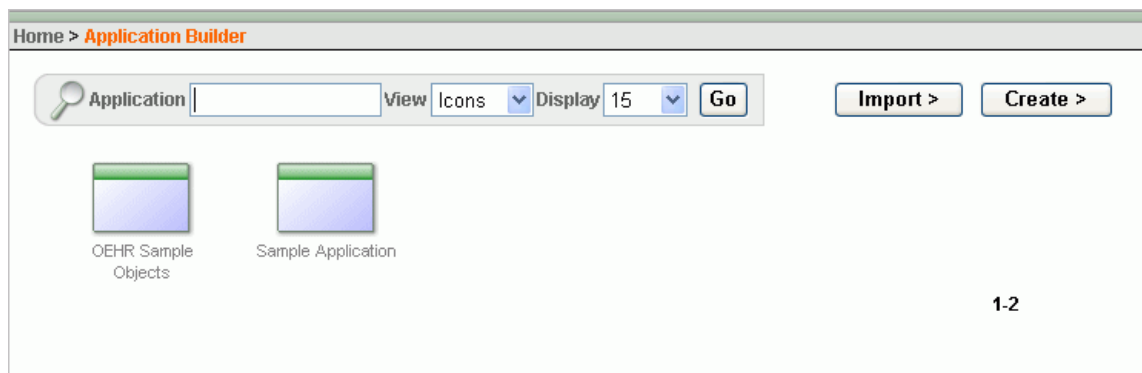 Home > Application Builder
Application View Icons Display 15 Go Import > Create >
OEHR Sample Objects
Sample Application
1-2